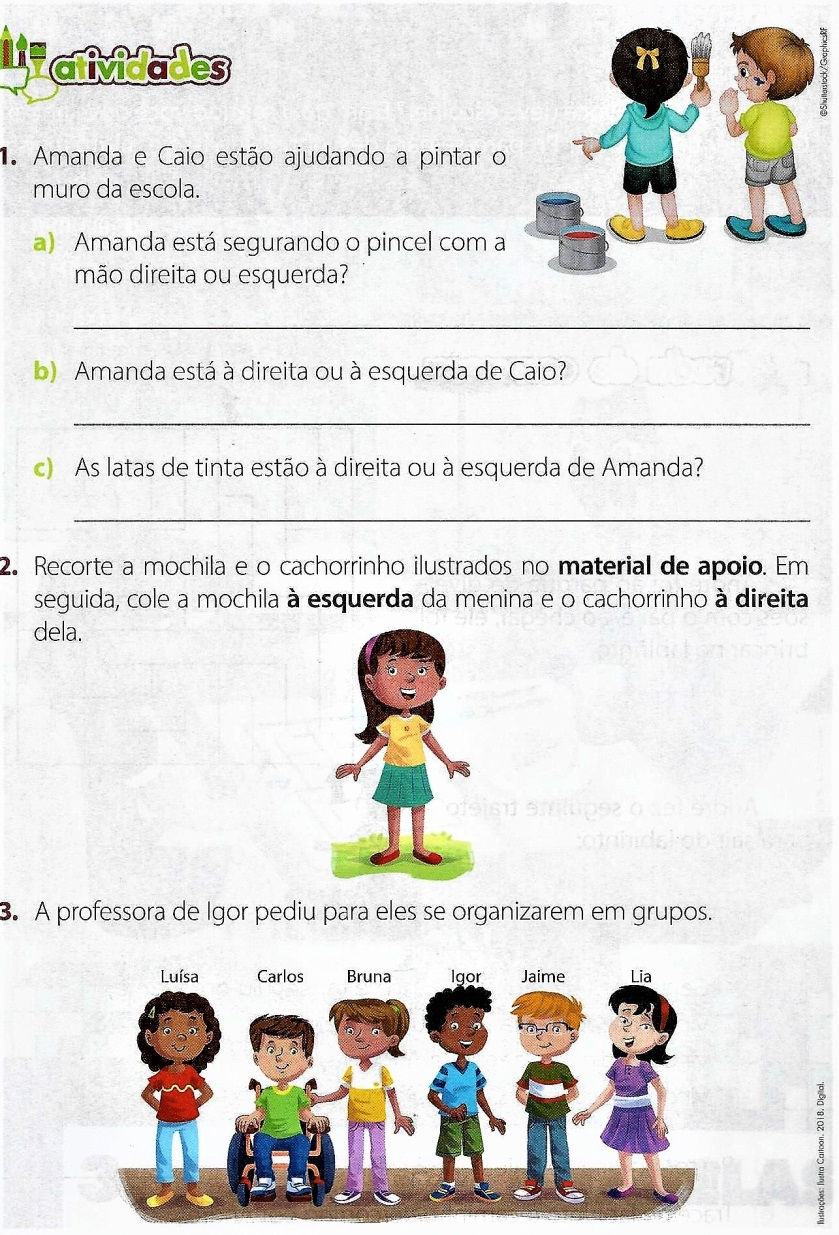 atividades
©Shutterstock/GraphicsRF
1. Amanda e Caio estão ajudando a pintar o
muro da escola.
a) Amanda está segurando o pincel com a
mão direita ou esquerda?
b) Amanda está à direita ou à esquerda de Caio?
c) As latas de tinta estão à direita ou à esquerda de Amanda?
2. Recorte a mochila e o cachorrinho ilustrados no material de apoio. Em
seguida, cole a mochila à esquerda da menina e o cachorrinho à direita
dela.
3. A professora de Igor pediu para eles se organizarem em grupos.
Luísa Carlos Bruna Igor Jaime Lia
Ilustrações: Ilustra Cartoon. 2018. Digital.